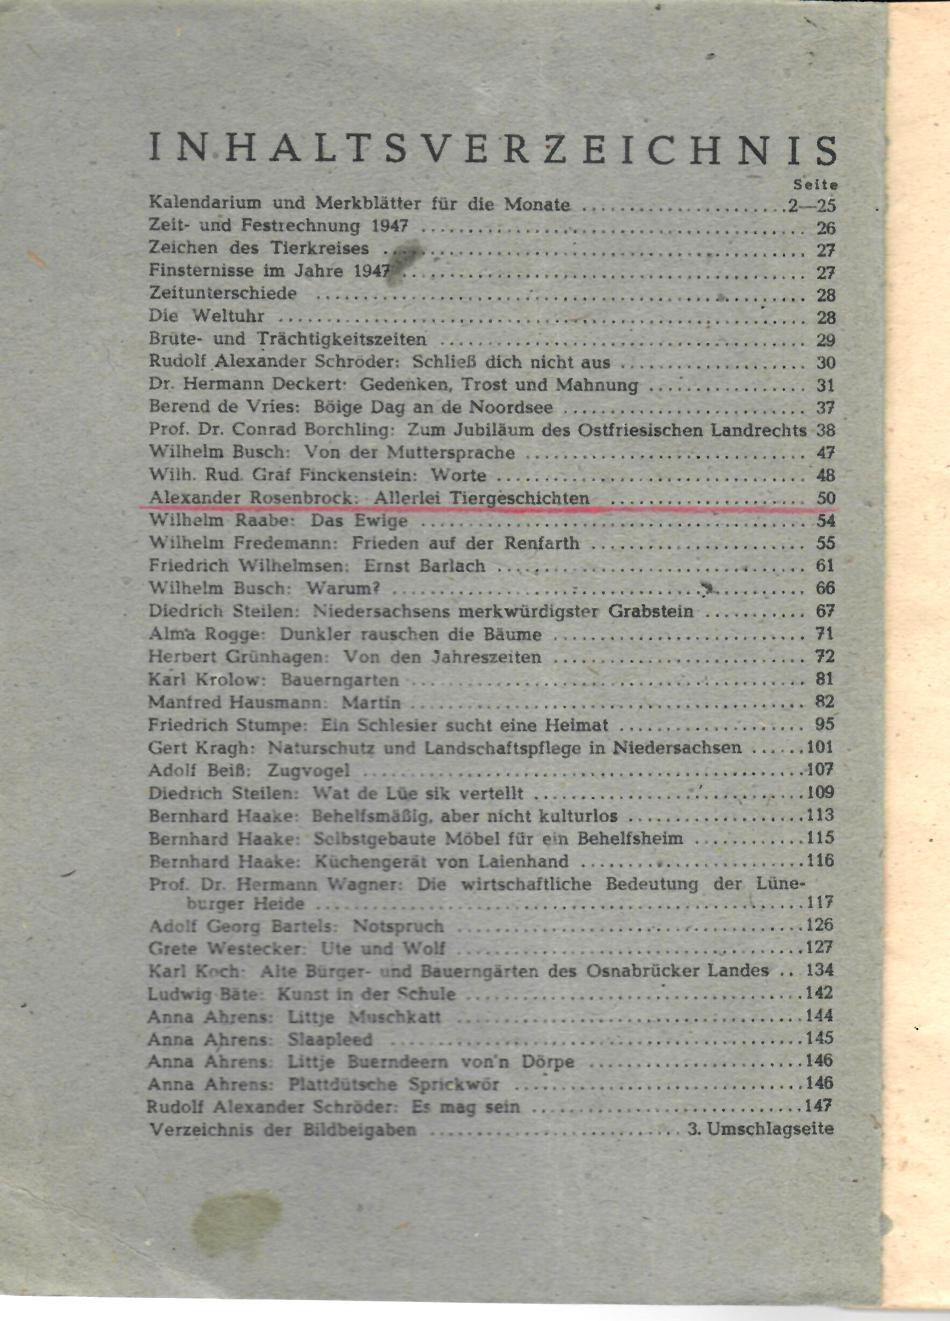 INHALTSVERZEICHNIS
Seite
Kalendarium und Merkblätter für die Monate ......................2—25
Zeit- und Festrechnung 1947 ........................................ 26
Zeichen des Tierkreises ............................................. 27
Finsternisse im Jahre 1947 .......................................... 27
Zeitunterschiede .................................................... 28
Die Weltuhr ......................................................... 28
Brute- und Trächtigkeitszeiten ...................................... 29
Rudolf Alexander Schröder: Schließ dich nicht aus ................... 30
Dr. Hermann Deckert: Gedenken, Trost und Mahnung .................... 31
Berend de Vries: Böige Dag an de Noordsee ........................... 37
Prof. Dr. Conrad Borchling: Zum Jubiläum des Ostfriesischen Landrechts 38
Wilhelm Busch: Von der Muttersprache ................................ 47
Wilh. Rud. Graf Finckenstein: Worte ................................. 48
Alexander Rosenbrock: Allerlei Tiergeschichten ...................... 50
Wilhelm Raabe: Das Ewige ............................................ 54
Wilhelm Fredemann: Frieden auf der Renfarth ......................... 55
Friedrich Wilhelmsen: Ernst Barlach ................................. 61
Wilhelm Busch: Warum? ............................................... 66
Diedrich Steilen: Niedersachsens merkwürdigster Grabstein ........... 67
Alma Rogge: Dunkler rauschen die Bäume .............................. 71
Herbert Grünhagen: Von den Jahreszeiten ............................. 72
Karl Krolow: Bauerngarten ........................................... 81
Manfred Hausmann: Martin ............................................ 82
Friedrich Stumpe: Ein Schlesier sucht eine Heimat ................... 95
Gert Kragh: Naturschutz und Landschaftspflege in Niedersachsen ......101
Adolf Beiß: Zugvogel ................................................107
Diedrich Steilen: Wat de Lüe sik vertellt ...........................109
Bernhard Haake: Behelfsmäßig, aber nicht kulturlos ..................113
Bernhard Haake: Selbstgebaute Möbel für ein Behelfsheim .............115
Bernhard Haake: Küchengerät von Laienhand ...........................116
Prof. Dr. Hermann Wagner: Die wirtschaftliche Bedeutung der Lüne-
burger Heide ........................................................117
Adolf Georg Bartels: Notspruch ......................................126
Grete Westecker: Ute und Wolf .......................................127
Karl Koch: Alte Bürger- und Bauerngärten des Osnabrücker Landes .. 134
Ludwig Bäte: Kunst in der Schule ....................................142
Anna Ahrens: Littje Muschkatt .......................................144
Anna Ahrens: Slaapleed ..............................................145
Anna Ahrens: Littje Buerndeern von'n Dörpe ..........................146
Anna Ahrens: Plattdütsche Sprickwör .................................146
Rudolf Alexander Schröder: Es mag sein ..............................147
Verzeichnis der Bildbeigaben .......................... 3. Umschlagseite